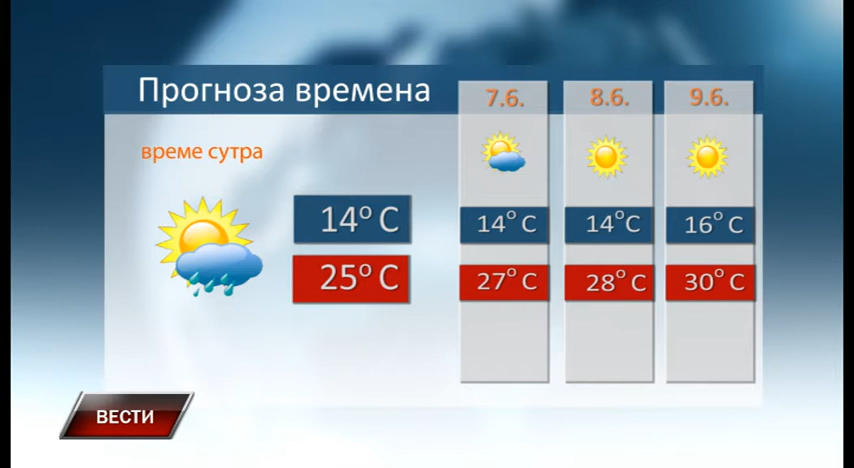 Прогноза времена
време сутра
14° C
25° C
7.6.
14° C
27° C
8.6.
14°C
28° C
9.6.
16° C
30° C
ВЕСТИ